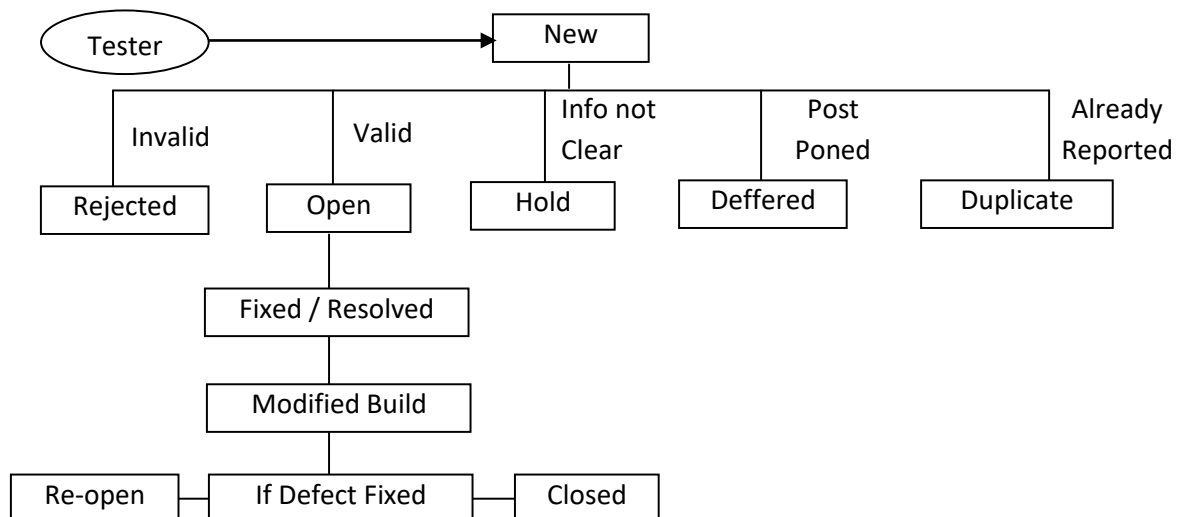 Tester
New
Invalid
Valid
Info not
Clear
Post
Poned
Already
Reported
Rejected
Open
Hold
Deffered
Duplicate
Fixed / Resolved
Modified Build
Re-open
If Defect Fixed
Closed